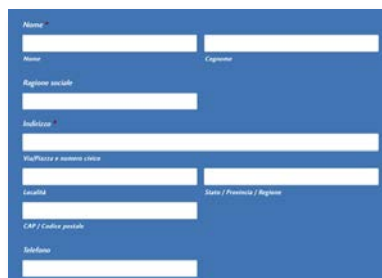 Nome *
Nome Cognome
Ragione sociale
Indirizzo *
Via/Piazza e numero civico
Località Stato / Provincia / Regione
CAP / Codice postale
Telefono